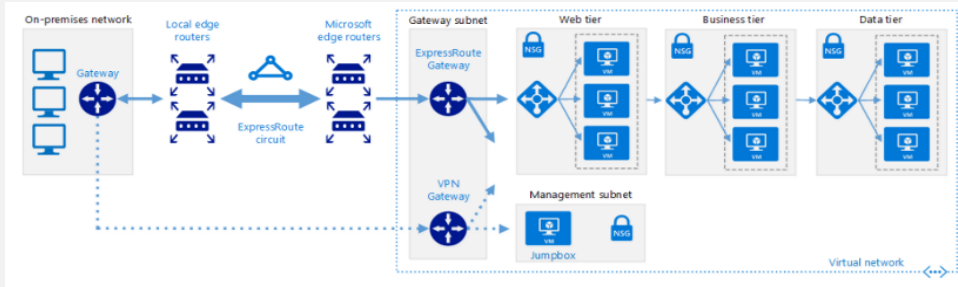 On-premises network
Gateway
Local edge
routers
ExpressRoute
circuit
Microsoft
edge routers
Gateway subnet
ExpressRoute
Gateway
VPN
Gateway
Web tier
NSG
VM
VM
VM
Business tier
NSG
VM
VM
VM
Data tier
NSG
VM
VM
VM
Management subnet
VM
Jumpbox
NSG
Virtual network